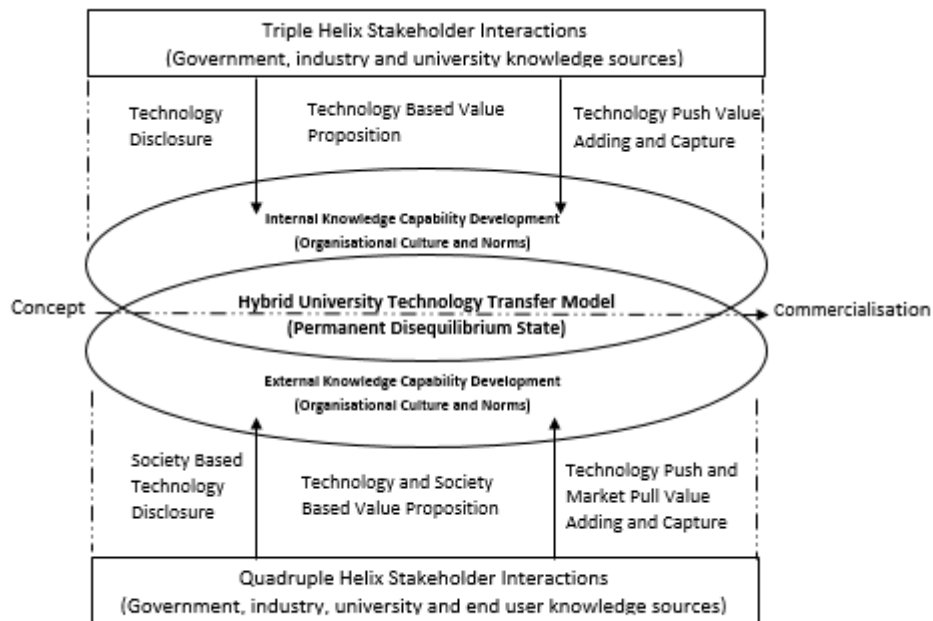 Triple Helix Stakeholder Interactions
(Government, industry and university knowledge sources)
Technology
Disclosure
Technology Based Value
Proposition
Technology Push Value
Adding and Capture
Internal Knowledge Capability Development
(Organisational Culture and Norms)
Concept
Hybrid University Technology Transfer Model
(Permanent Disequilibrium State)
Commercialisation
External Knowledge Capability Development
(Organisational Culture and Norms)
Society Based
Technology
Disclosure
Technology and Society
Based Value Proposition
Technology Push and
Market Pull Value
Adding and Capture
Quadruple Helix Stakeholder Interactions
(Government, industry, university and end user knowledge sources)